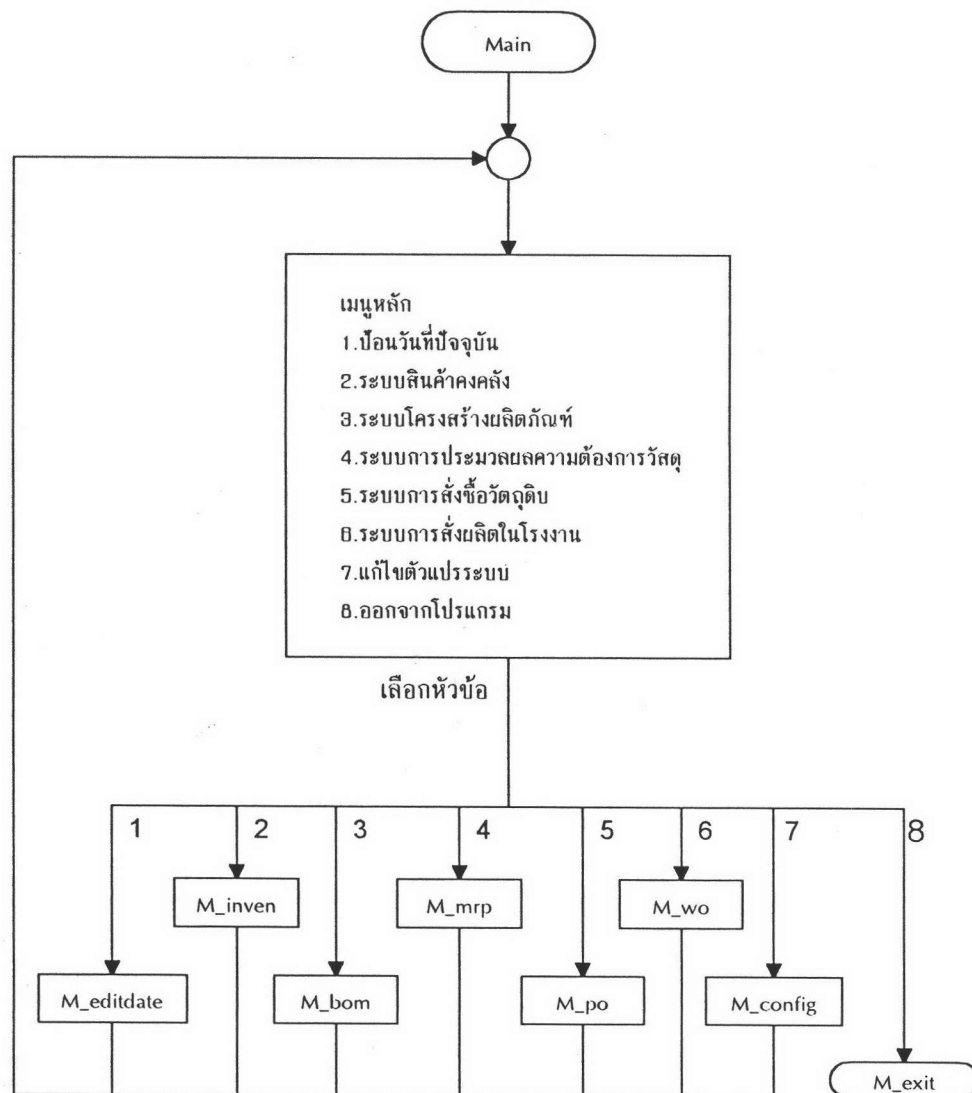 Main
เมนูหลัก
1.ป้อนวันที่ปัจจุบัน
2.ระบบสินค้าคงคลัง
3.ระบบโครงสร้างผลิตภัณฑ์
4.ระบบการประมวลผลความต้องการวัสดุ
5.ระบบการสั่งซื้อวัตถุดิบ
6.ระบบการสั่งผลิตในโรงงาน
7.แก้ไขตัวแปรระบบ
8.ออกจากโปรแกรม
เลือกหัวข้อ
1 2 3 4 5 6 7 8
M_inven M_mrp M_wo
M_editdate M_bom M_po M_config
M_exit